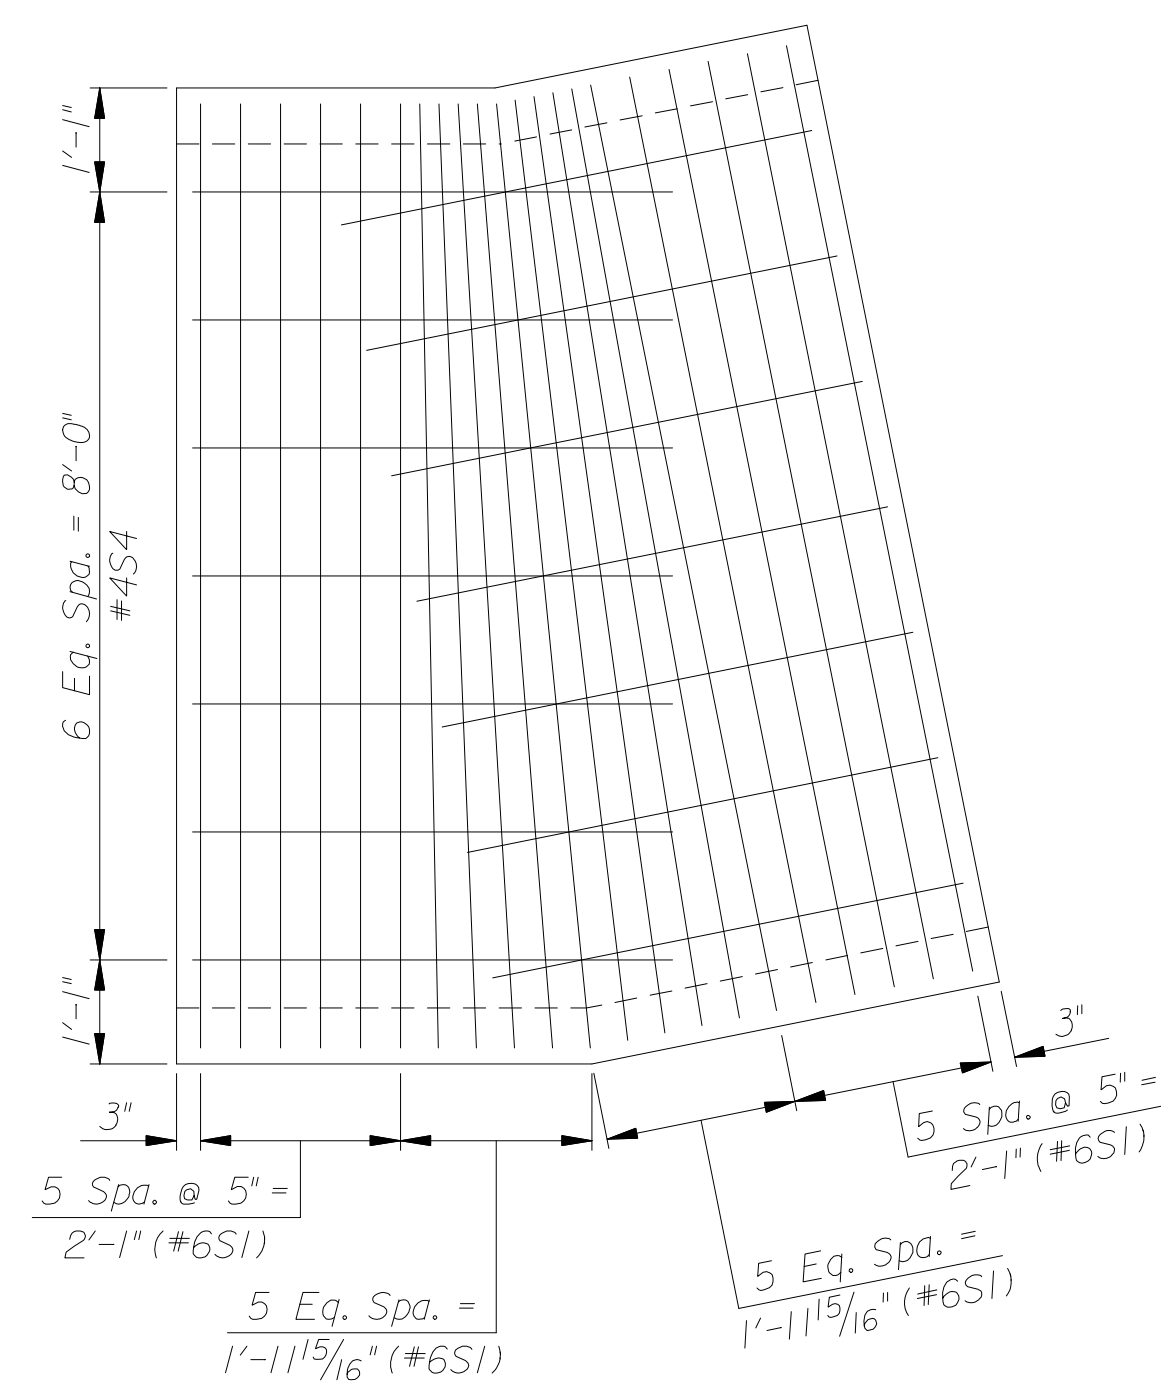 1'-1"
6 Eq. Spa. = 8'-0"
#4S4
1'-1"
3"
5 Spa. @ 5" =
2'-1" (#6S1)
5 Eq. Spa. =
1'-11 15/16" (#6S1)
3"
5 Spa. @ 5" =
2'-1" (#6S1)
5 Eq. Spa. =
1'-11 15/16" (#6S1)